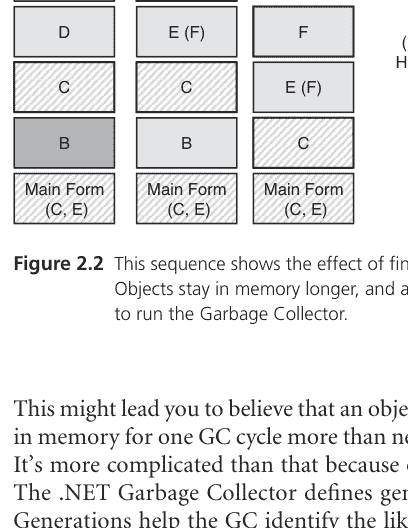 D E (F) F
(
C C E (F)
H
B B C
Main Form Main Form Main Form
(C, E) (C, E) (C, E)
Figure 2.2 This sequence shows the effect of fin
Objects stay in memory longer, and a
to run the Garbage Collector.
This might lead you to believe that an obje
in memory for one GC cycle more than ne
It’s more complicated than that because
The .NET Garbage Collector defines gen
Generations help the GC identify the lik